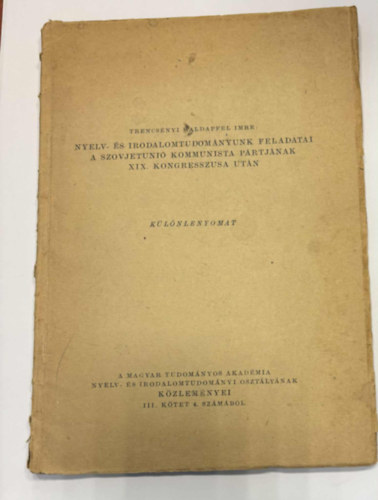 TRENCSÉNYI WALDAPFEL IMRE
NYELV- ÉS IRODALOMTUDOMÁNYUNK FELADATAI
A SZOVJETUNIÓ KOMMUNISTA PÁRTJÁNAK
XIX. KONGRESSZUSA UTÁN
KÜLÖNLENYOMAT
A MAGYAR TUDOMÁNYOS AKADÉMIA
NYELV- ÉS IRODALOMTUDOMÁNYI OSZTÁLYÁNAK
KÖZLEMÉNYEI
III. KÖTET 4. SZÁMÁBÓL